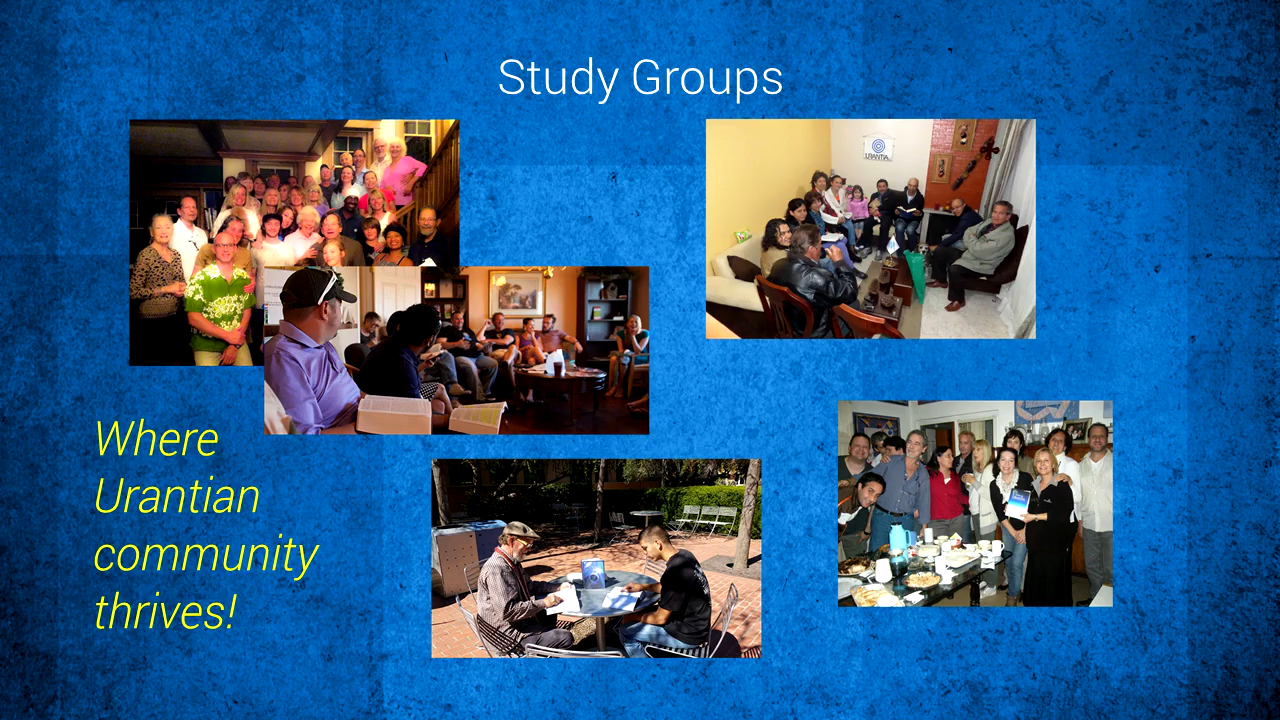 Study Groups
URANTIA
Where
Urantian
community
thrives!